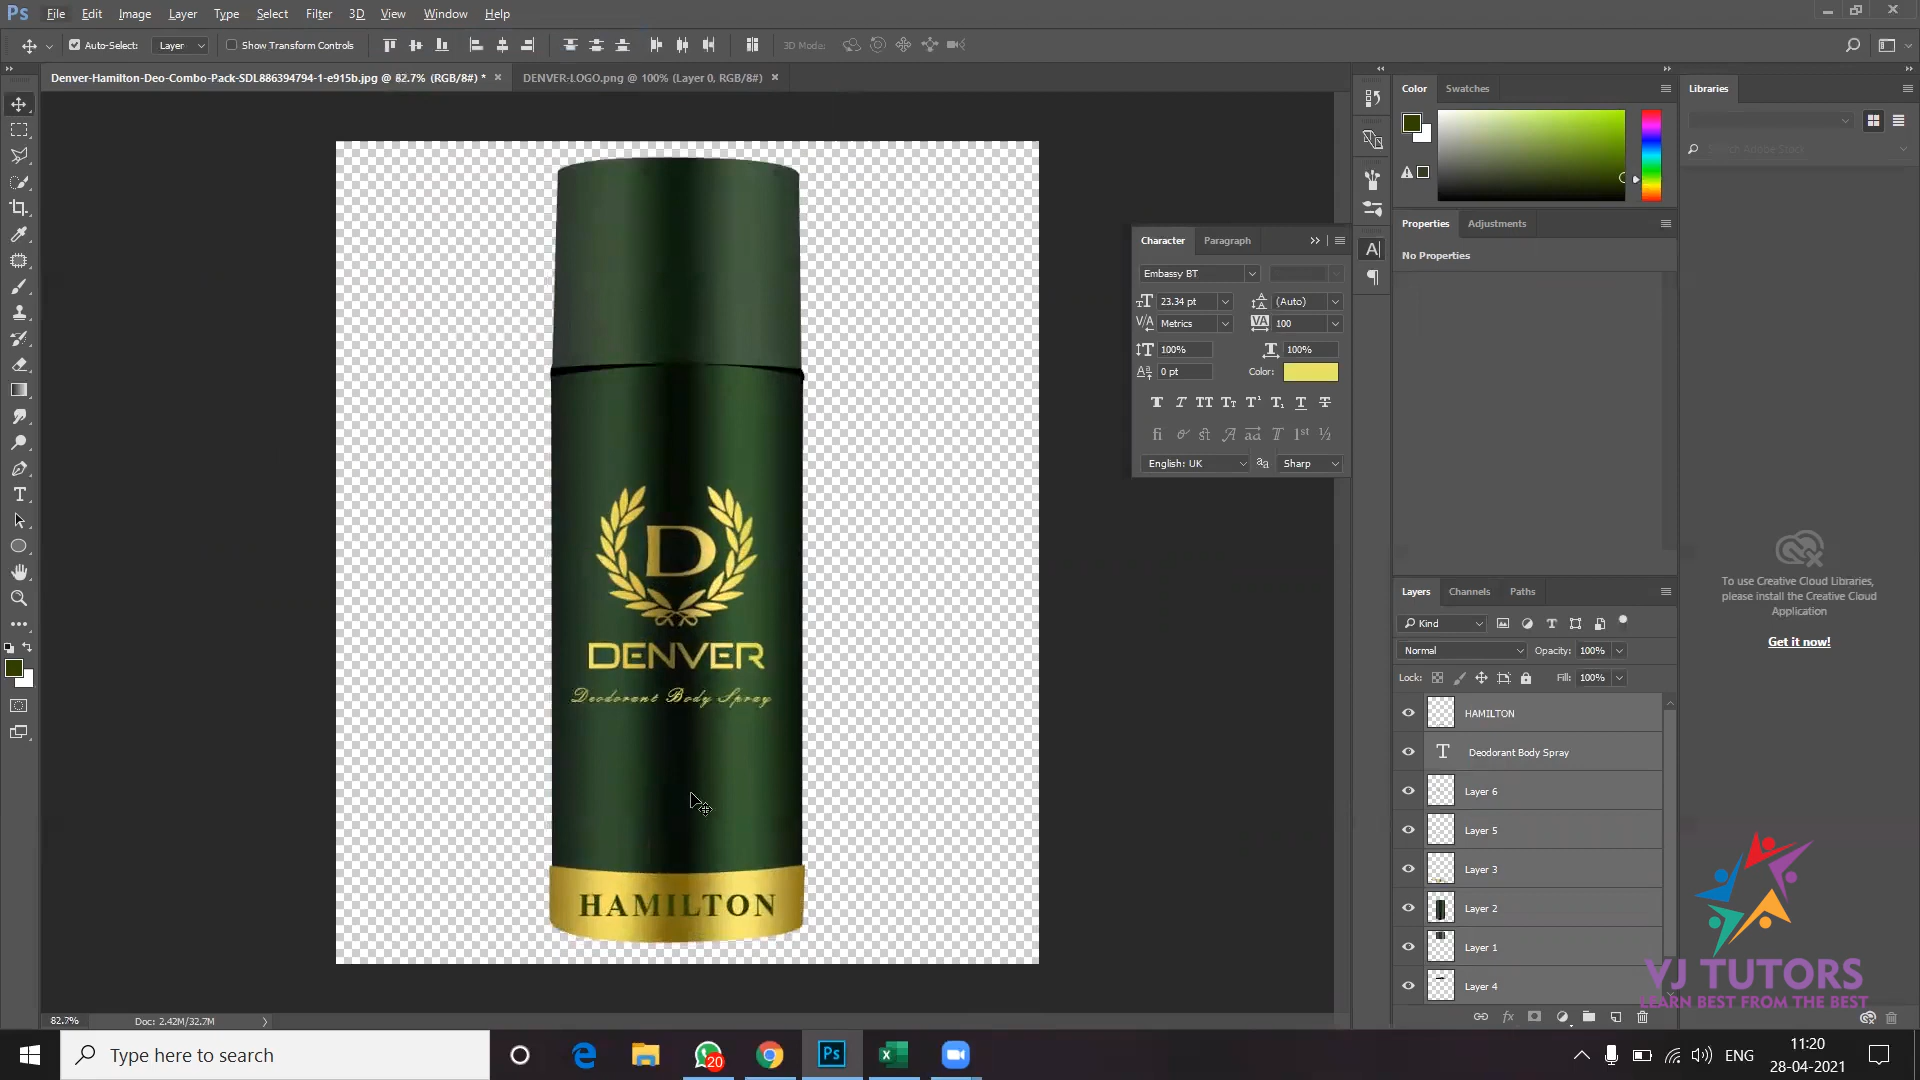 Ps File Edit Image Layer Type Select Filter 3D View Window Help
Auto-Select: Layer Show Transform Controls 3D Mode:
Denver-Hamilton-Deo-Combo-Pack-SDL886394794-1-e915b.jpg @ 82.7% (RGB/8#) * DENVER-LOGO.png @ 100% (Layer 0, RGB/8#)
Color Swatches
Libraries
Search Adobe Stock
Properties Adjustments
No Properties
Character Paragraph
Embassy BT
23.34 pt (Auto)
Metrics 100
100% 100%
0 pt Color:
English: UK Sharp
D
DENVER
Deodorant Body Spray
HAMILTON
To use Creative Cloud Libraries,
please install the Creative Cloud
Application
Get it now!
Layers Channels Paths
Kind
Normal Opacity: 100%
Lock: Fill: 100%
HAMILTON
Deodorant Body Spray
Layer 6
Layer 5
Layer 3
Layer 2
Layer 1
Layer 4
VJ TUTORS
LEARN BEST FROM THE BEST
82.7% Doc: 2.42M/32.7M
Type here to search
20
Ps
ENG
11:20
28-04-2021